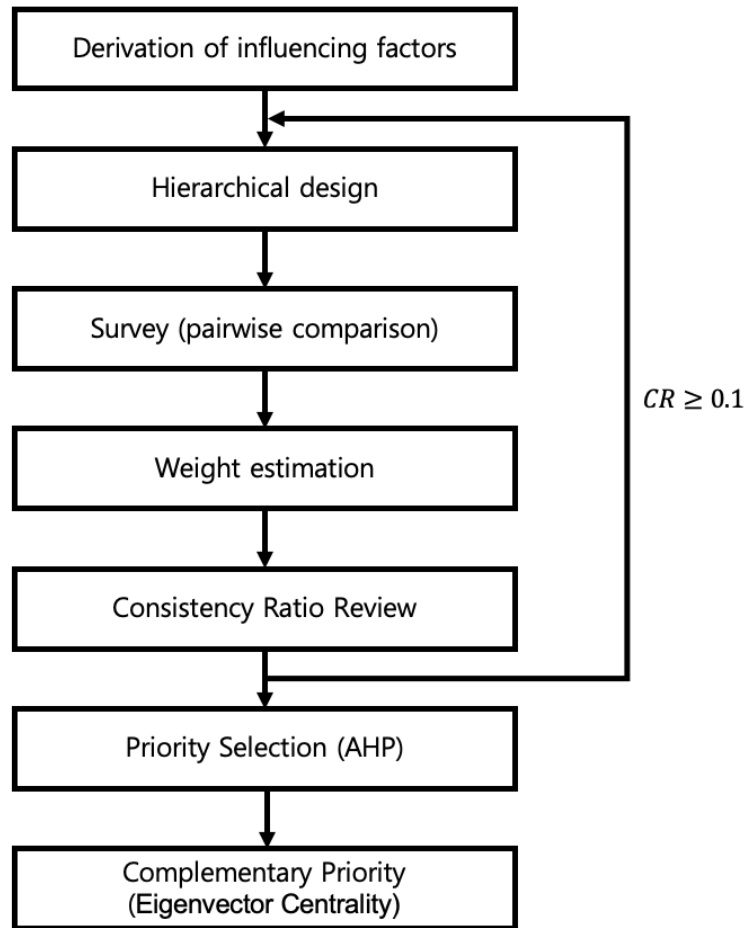 Derivation of influencing factors
Hierarchical design
Survey (pairwise comparison)
CR ≥ 0.1
Weight estimation
Consistency Ratio Review
Priority Selection (AHP)
Complementary Priority
(Eigenvector Centrality)